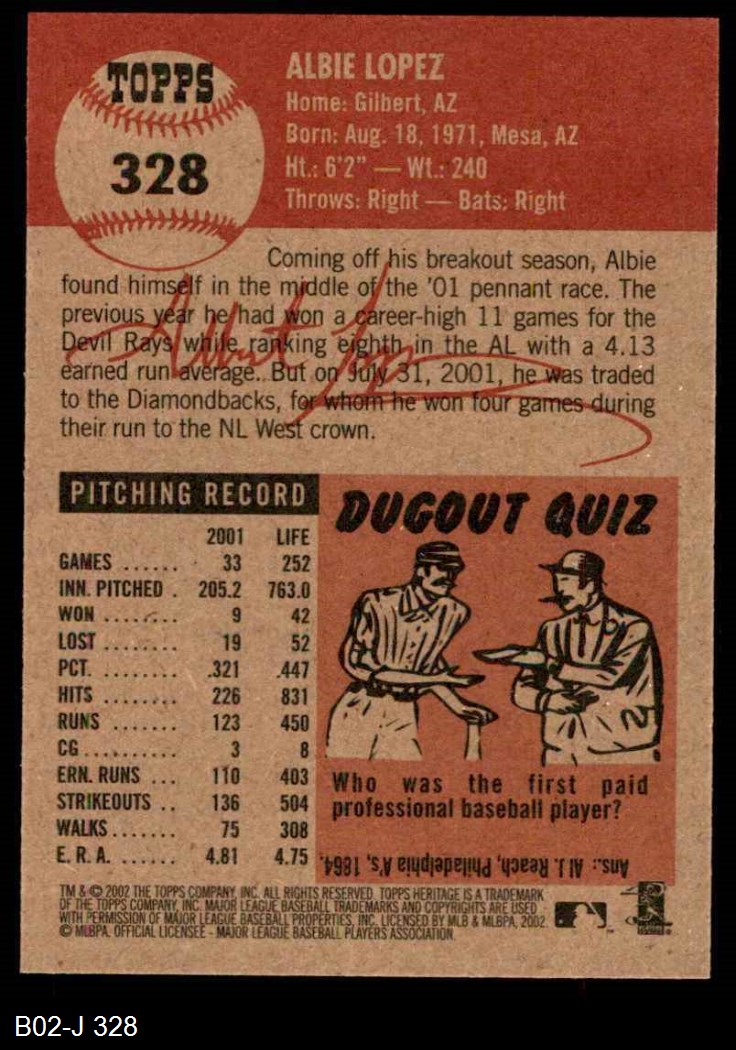 TOPPS
328
ALBIE LOPEZ
Home: Gilbert, AZ
Born: Aug. 18, 1971, Mesa, AZ
Ht.: 6'2" — Wt.: 240
Throws: Right — Bats: Right
Coming off his breakout season, Albie
found himself in the middle of the '01 pennant race. The
previous year he had won a career-high 11 games for the
Devil Rays while ranking eighth in the AL with a 4.13
earned run average. But on July 31, 2001, he was traded
to the Diamondbacks, for whom he won four games during
their run to the NL West crown.
Albert Lopez
PITCHING RECORD
2001 LIFE
GAMES ...... 33 252
INN. PITCHED . 205.2 763.0
WON ........ 9 42
LOST ........ 19 52
PCT. ........ .321 .447
HITS ........ 226 831
RUNS ....... 123 450
CG .......... 3 8
ERN. RUNS ... 110 403
STRIKEOUTS .. 136 504
WALKS ....... 75 308
E. R. A. ...... 4.81 4.75
DUGOUT QUIZ
Who was the first paid
professional baseball player?
Ans.: Al J. Reach, Philadelphia A's, 1864.
TM & © 2002 THE TOPPS COMPANY, INC. ALL RIGHTS RESERVED. TOPPS HERITAGE IS A TRADEMARK
OF THE TOPPS COMPANY, INC. MAJOR LEAGUE BASEBALL TRADEMARKS AND COPYRIGHTS ARE USED
WITH PERMISSION OF MAJOR LEAGUE BASEBALL PROPERTIES, INC. LICENSED BY MLB & MLBPA, 2002
© MLBPA. OFFICIAL LICENSEE - MAJOR LEAGUE BASEBALL PLAYERS ASSOCIATION.
B02-J 328